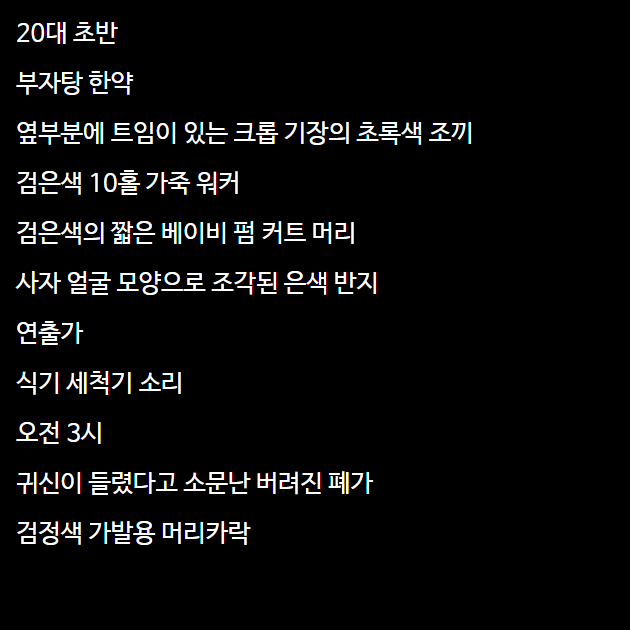 20대 초반
부자탕 한약
옆부분에 트임이 있는 크롭 기장의 초록색 조끼
검은색 10홀 가죽 워커
검은색의 짧은 베이비 펌 커트 머리
사자 얼굴 모양으로 조각된 은색 반지
연출가
식기 세척기 소리
오전 3시
귀신이 들렸다고 소문난 버려진 폐가
검정색 가발용 머리카락